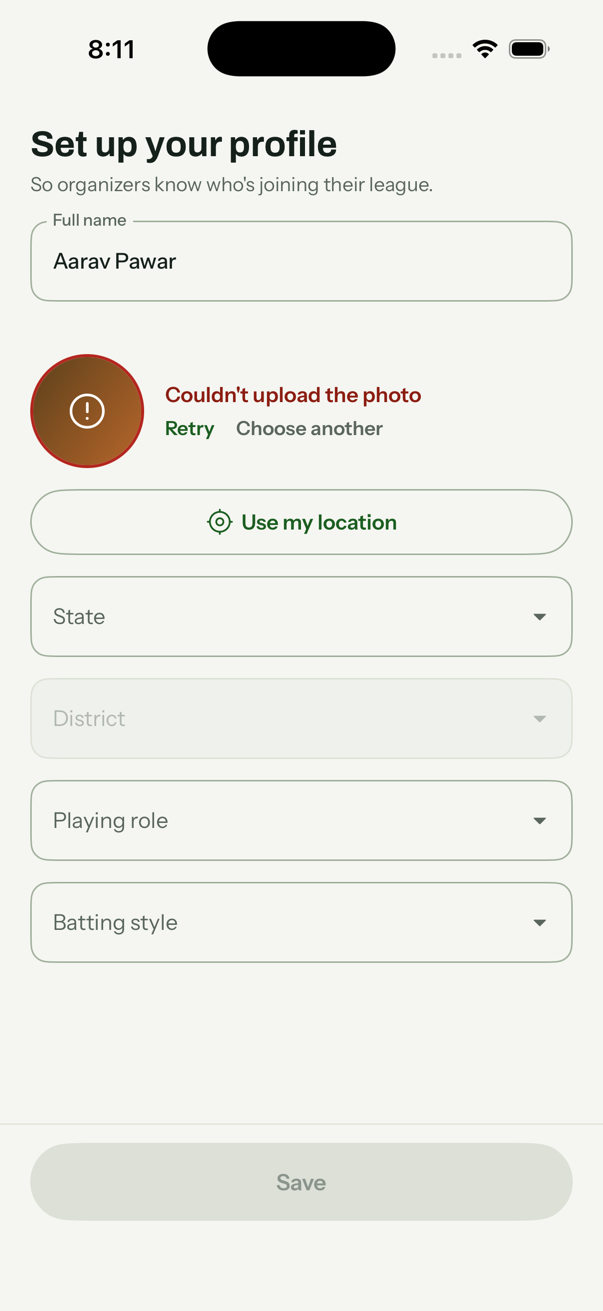 8:11
Set up your profile
So organizers know who's joining their league.
Full name
Aarav Pawar
Couldn't upload the photo
Retry Choose another
Use my location
State
District
Playing role
Batting style
Save